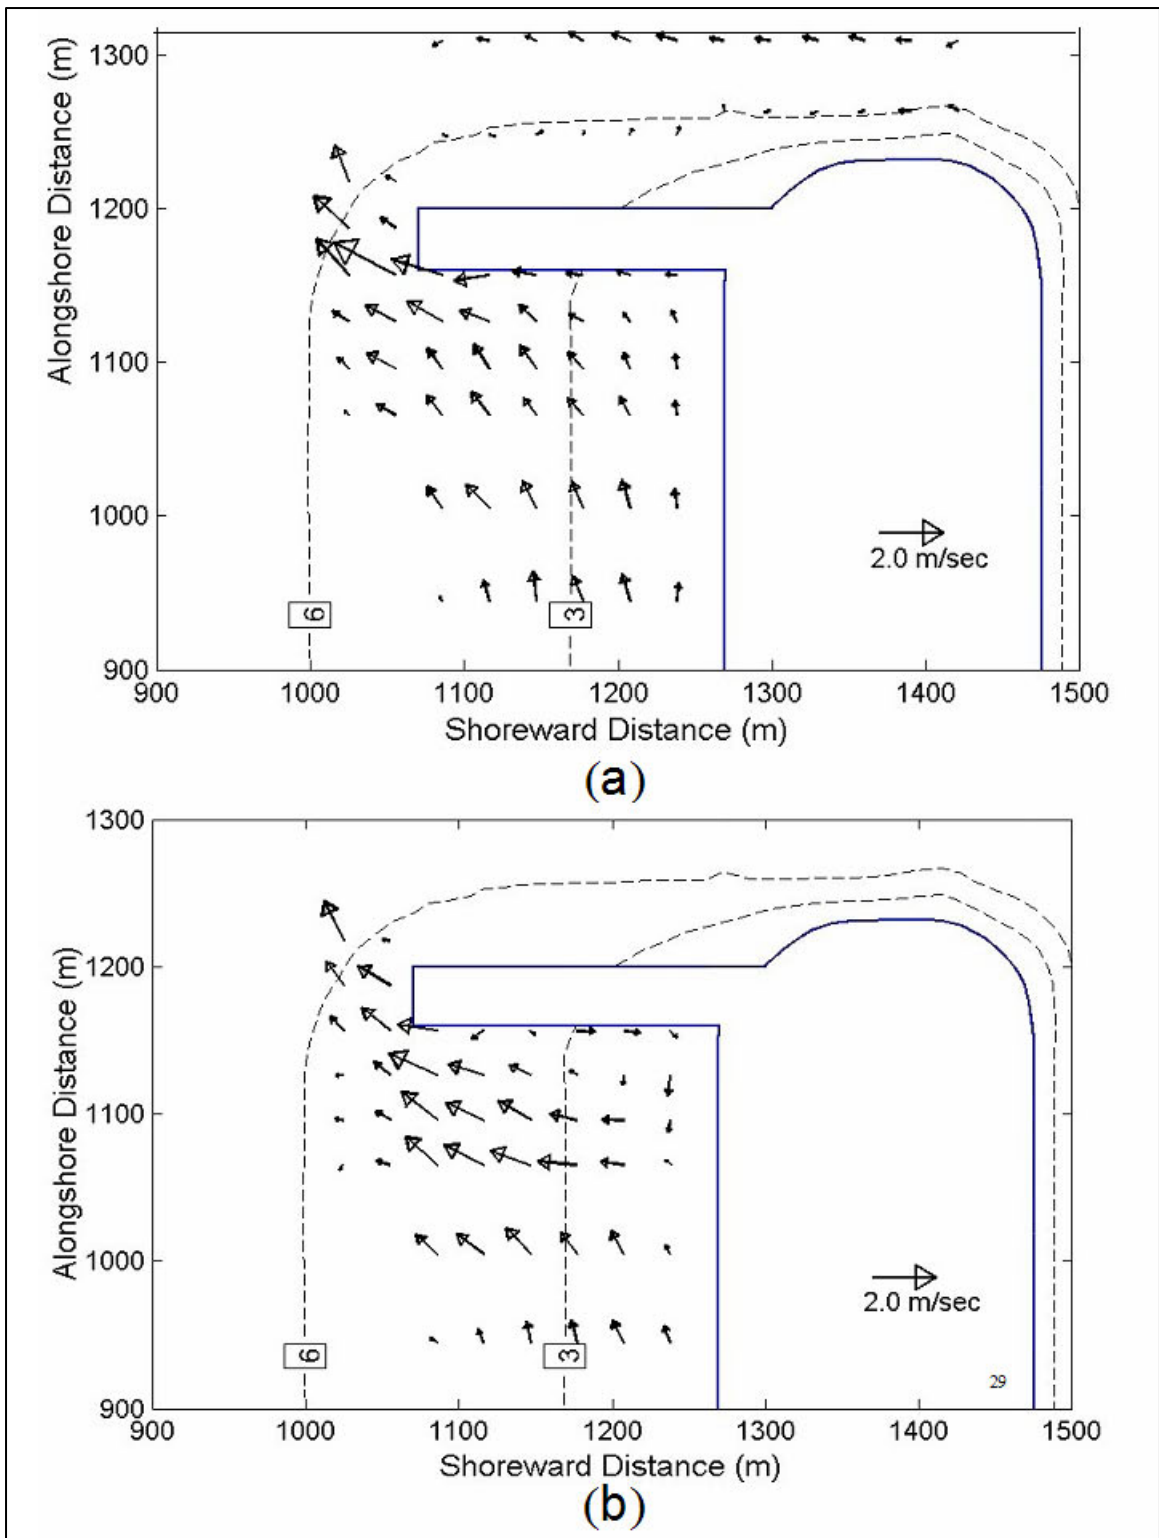 Alongshore Distance (m)
1300
1200
1100
1000
900
2.0 m/sec
6
3
900 1000 1100 1200 1300 1400 1500
Shoreward Distance (m)
(a)
Alongshore Distance (m)
1300
1200
1100
1000
900
2.0 m/sec
6
3
29
900 1000 1100 1200 1300 1400 1500
Shoreward Distance (m)
(b)